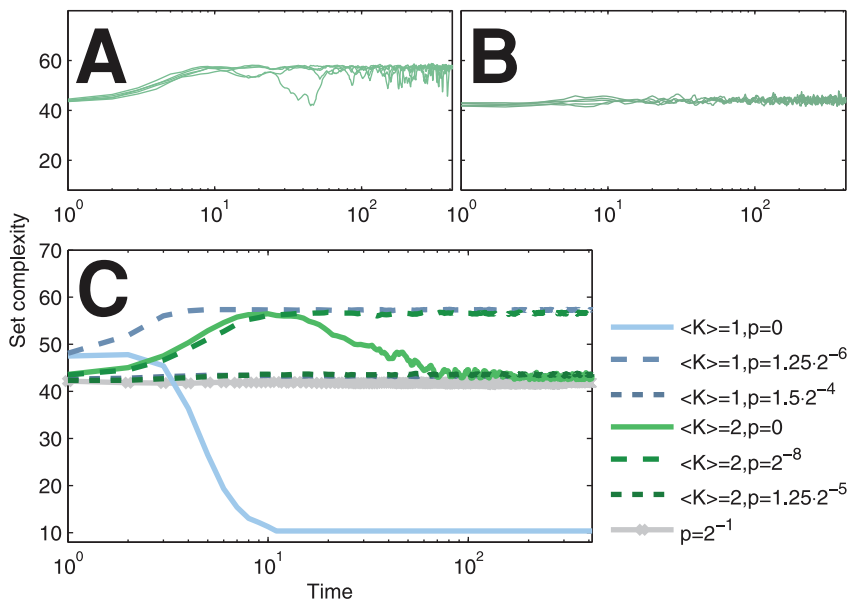 A
B
60
40
20
10^0
10^1
10^2
10^0
10^1
10^2
Set complexity
C
70
60
50
40
30
20
10
10^0
10^1
10^2
Time
<K>=1,p=0
<K>=1,p=1.25·2^−6
<K>=1,p=1.5·2^−4
<K>=2,p=0
<K>=2,p=2^−8
<K>=2,p=1.25·2^−5
p=2^−1